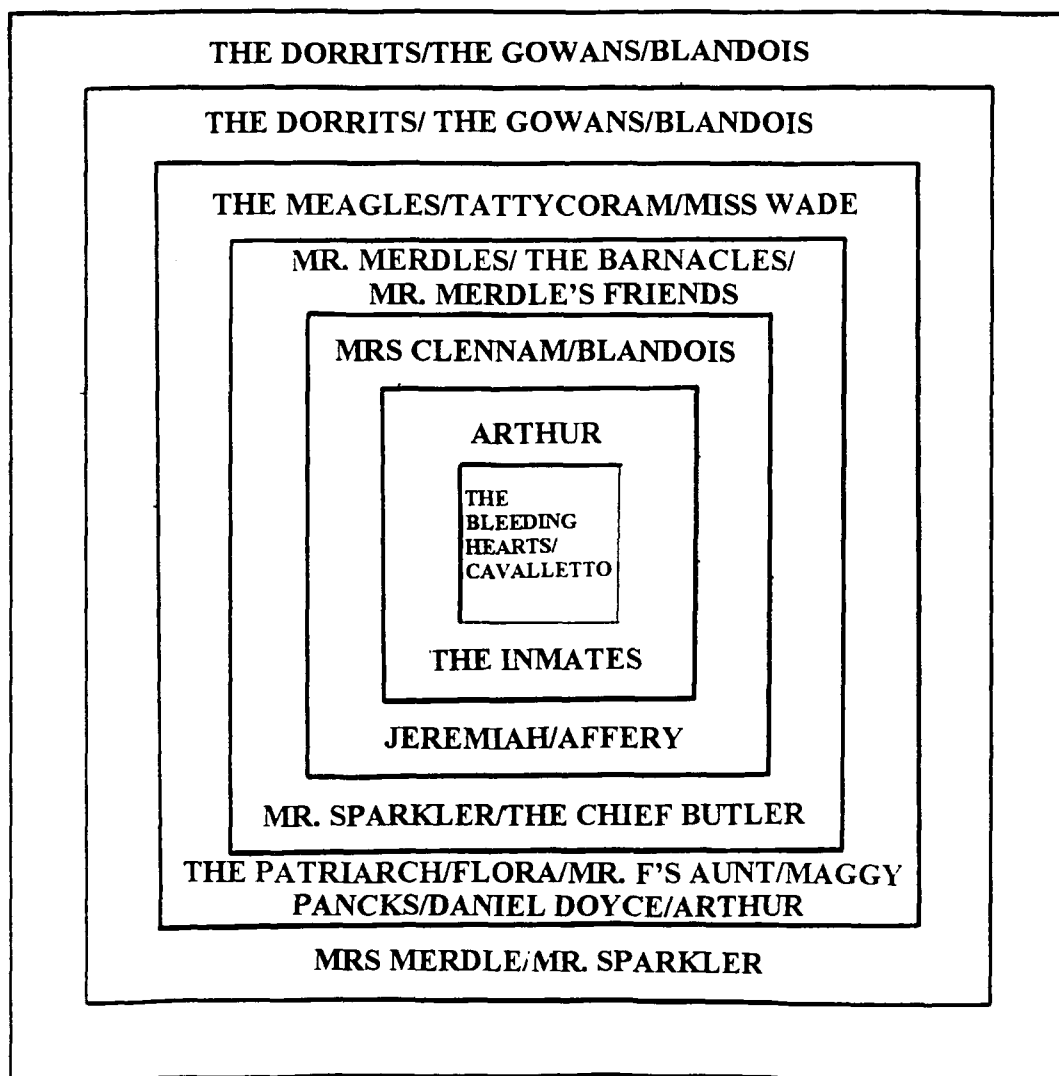 THE DORRITS/THE GOWANS/BLANDOIS
THE DORRITS/ THE GOWANS/BLANDOIS
THE MEAGLES/TATTYCORAM/MISS WADE
MR. MERDLES/ THE BARNACLES/
MR. MERDLE'S FRIENDS
MRS CLENNAM/BLANDOIS
ARTHUR
THE
BLEEDING
HEARTS/
CAVALLETTO
THE INMATES
JEREMIAH/AFFERY
MR. SPARKLER/THE CHIEF BUTLER
THE PATRIARCH/FLORA/MR. F'S AUNT/MAGGY
PANCKS/DANIEL DOYCE/ARTHUR
MRS MERDLE/MR. SPARKLER